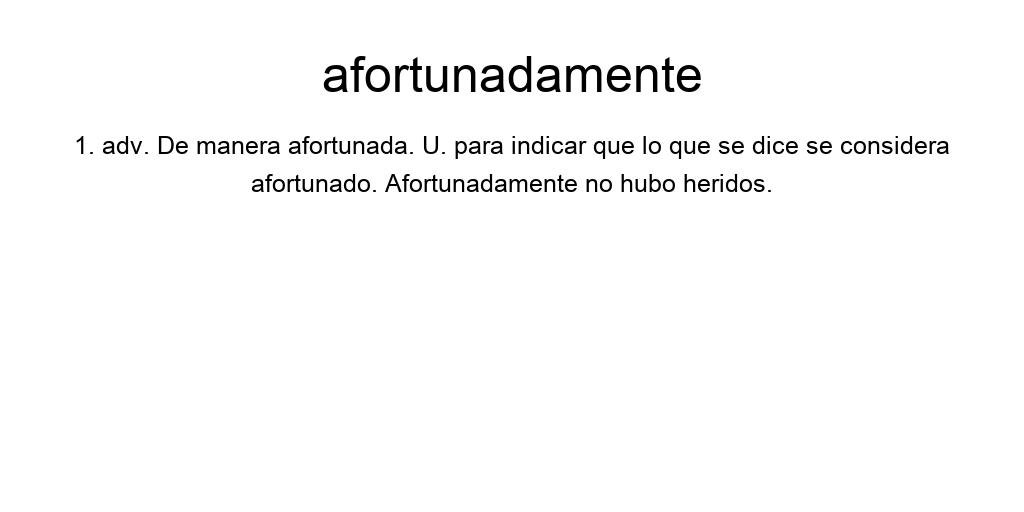 afortunadamente
1. adv. De manera afortunada. U. para indicar que lo que se dice se considera
afortunado. Afortunadamente no hubo heridos.